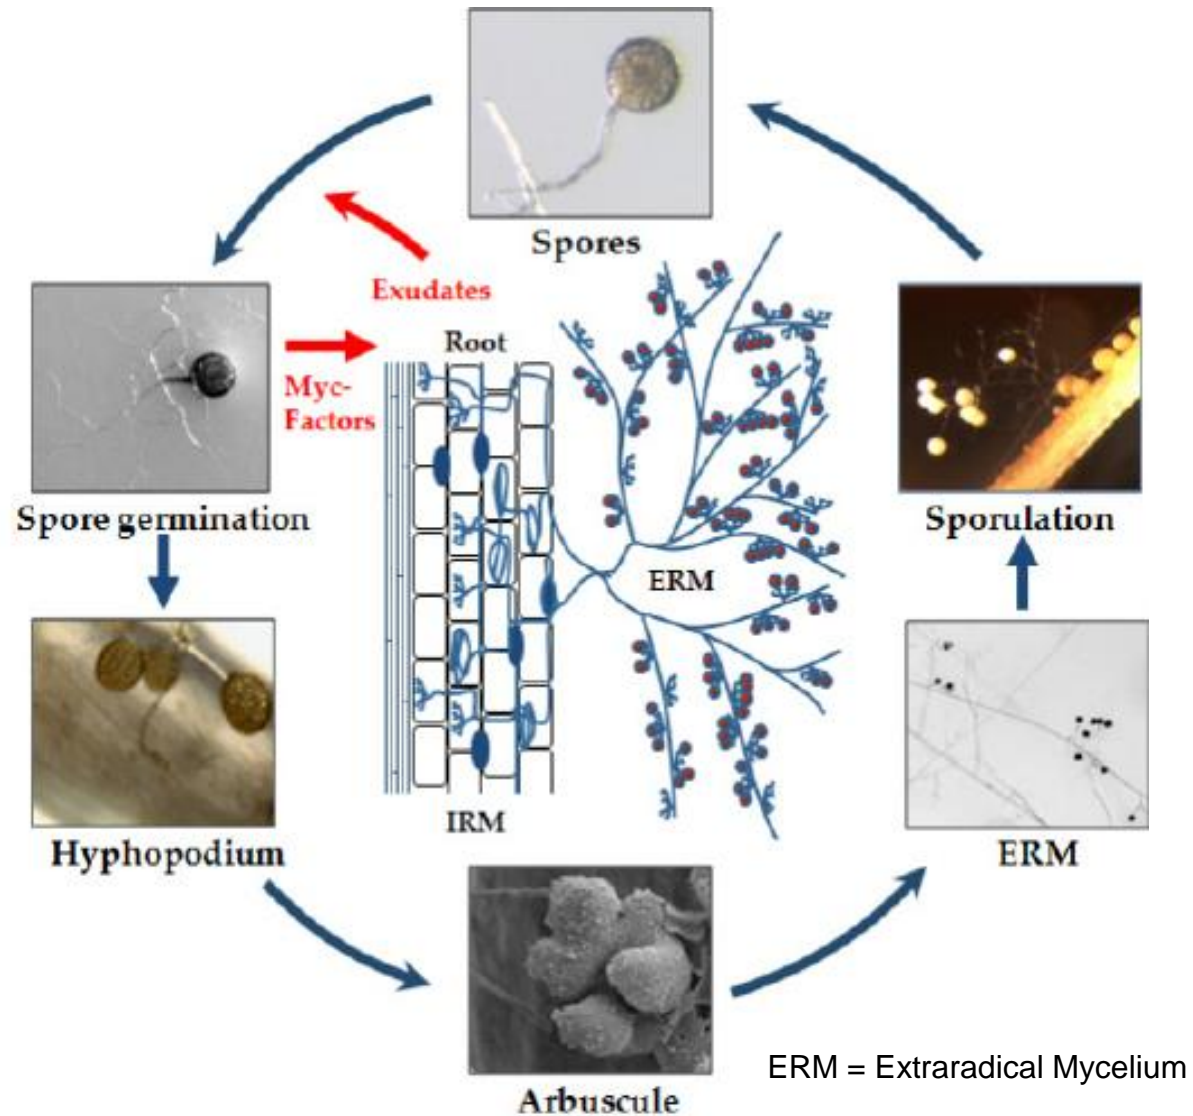 Spores
Exudates
Root
Myc-
Factors
Spore germination
Sporulation
ERM
Hyphopodium
IRM
ERM
Arbuscule
ERM = Extraradical Mycelium